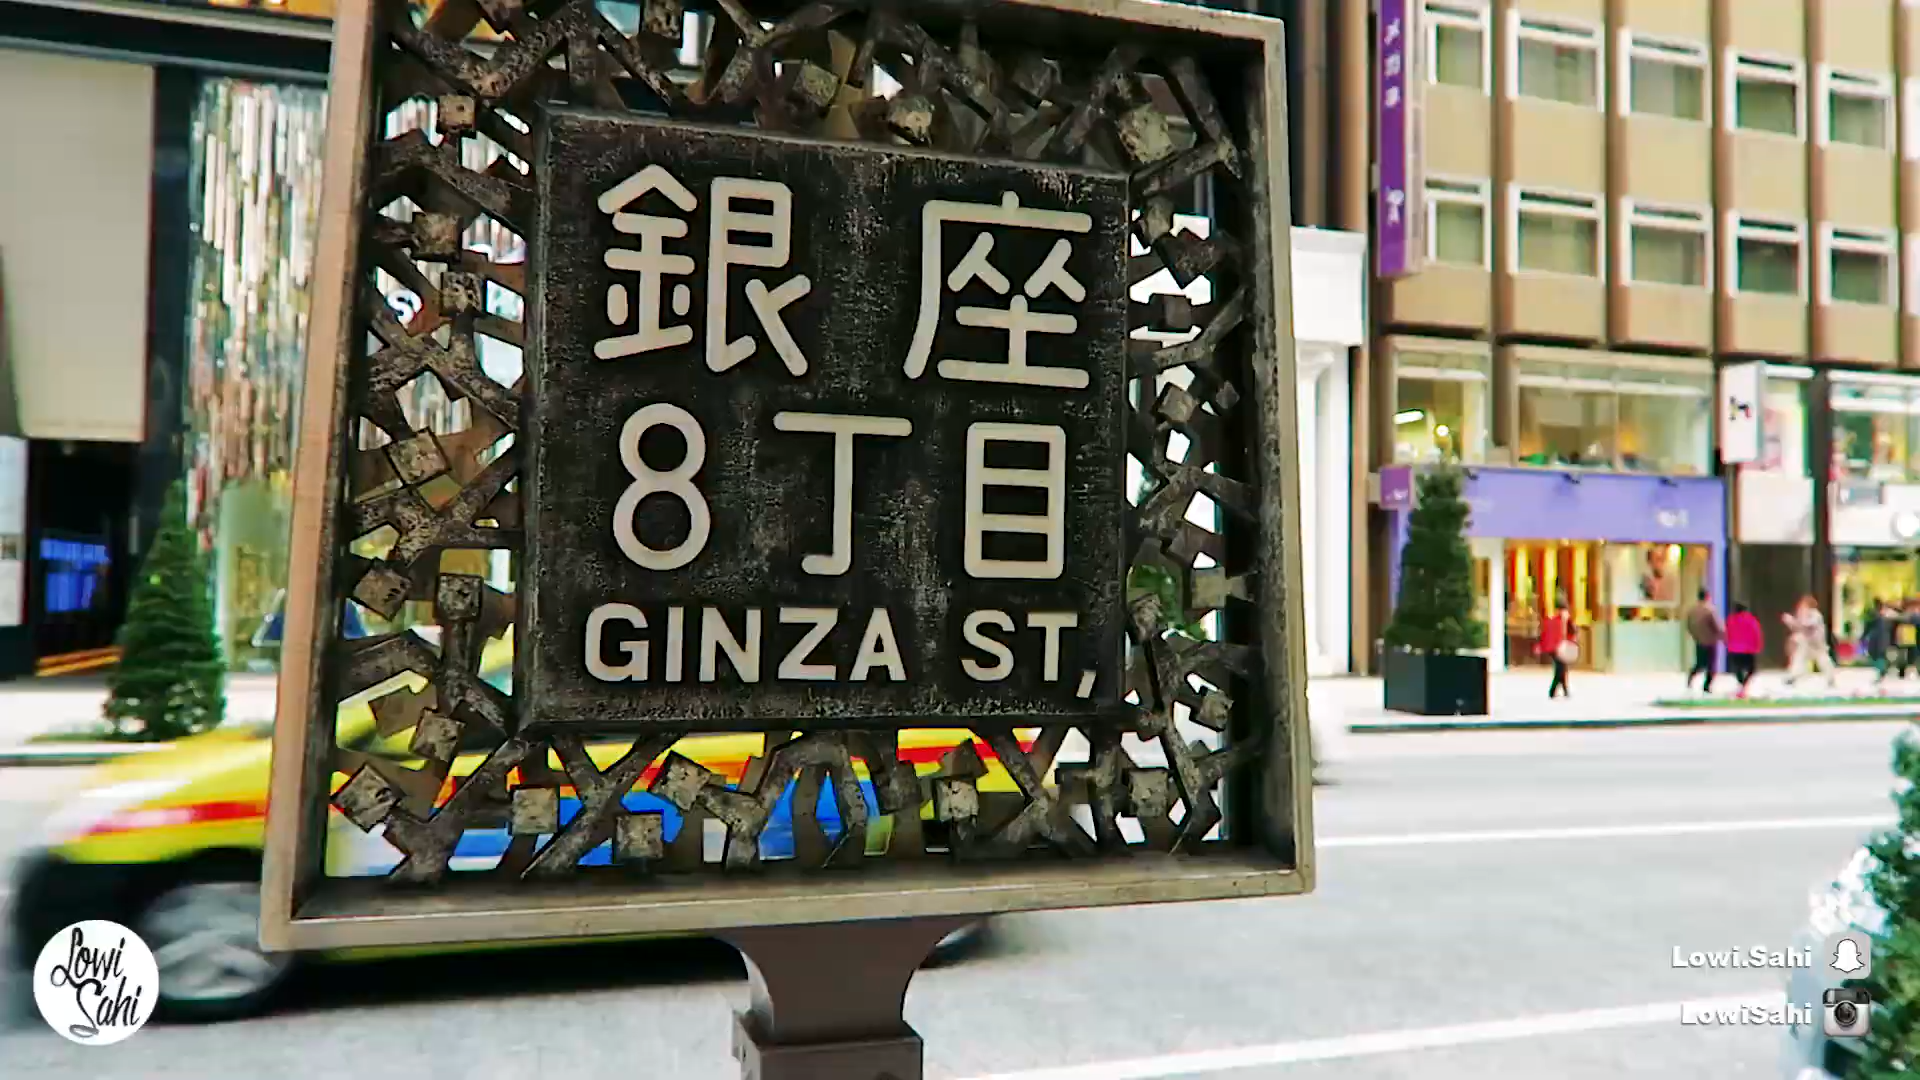 銀座
8丁目
GINZA ST,
Lowi Sahi
Lowi.Sahi
LowiSahi